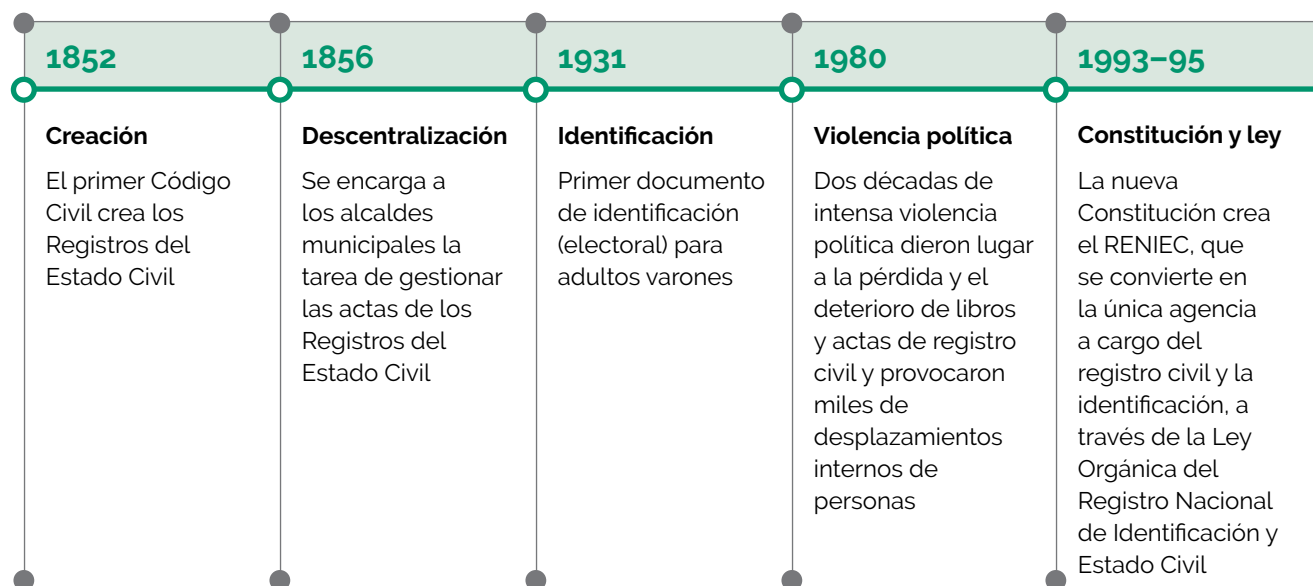 1852
Creación
El primer Código
Civil crea los
Registros del
Estado Civil
1856
Descentralización
Se encarga a
los alcaldes
municipales la
tarea de gestionar
las actas de los
Registros del
Estado Civil
1931
Identificación
Primer documento
de identificación
(electoral) para
adultos varones
1980
Violencia política
Dos décadas de
intensa violencia
política dieron lugar
a la pérdida y el
deterioro de libros
y actas de registro
civil y provocaron
miles de
desplazamientos
internos de
personas
1993–95
Constitución y ley
La nueva
Constitución crea
el RENIEC, que
se convierte en
la única agencia
a cargo del
registro civil y la
identificación, a
través de la Ley
Orgánica del
Registro Nacional
de Identificación y
Estado Civil